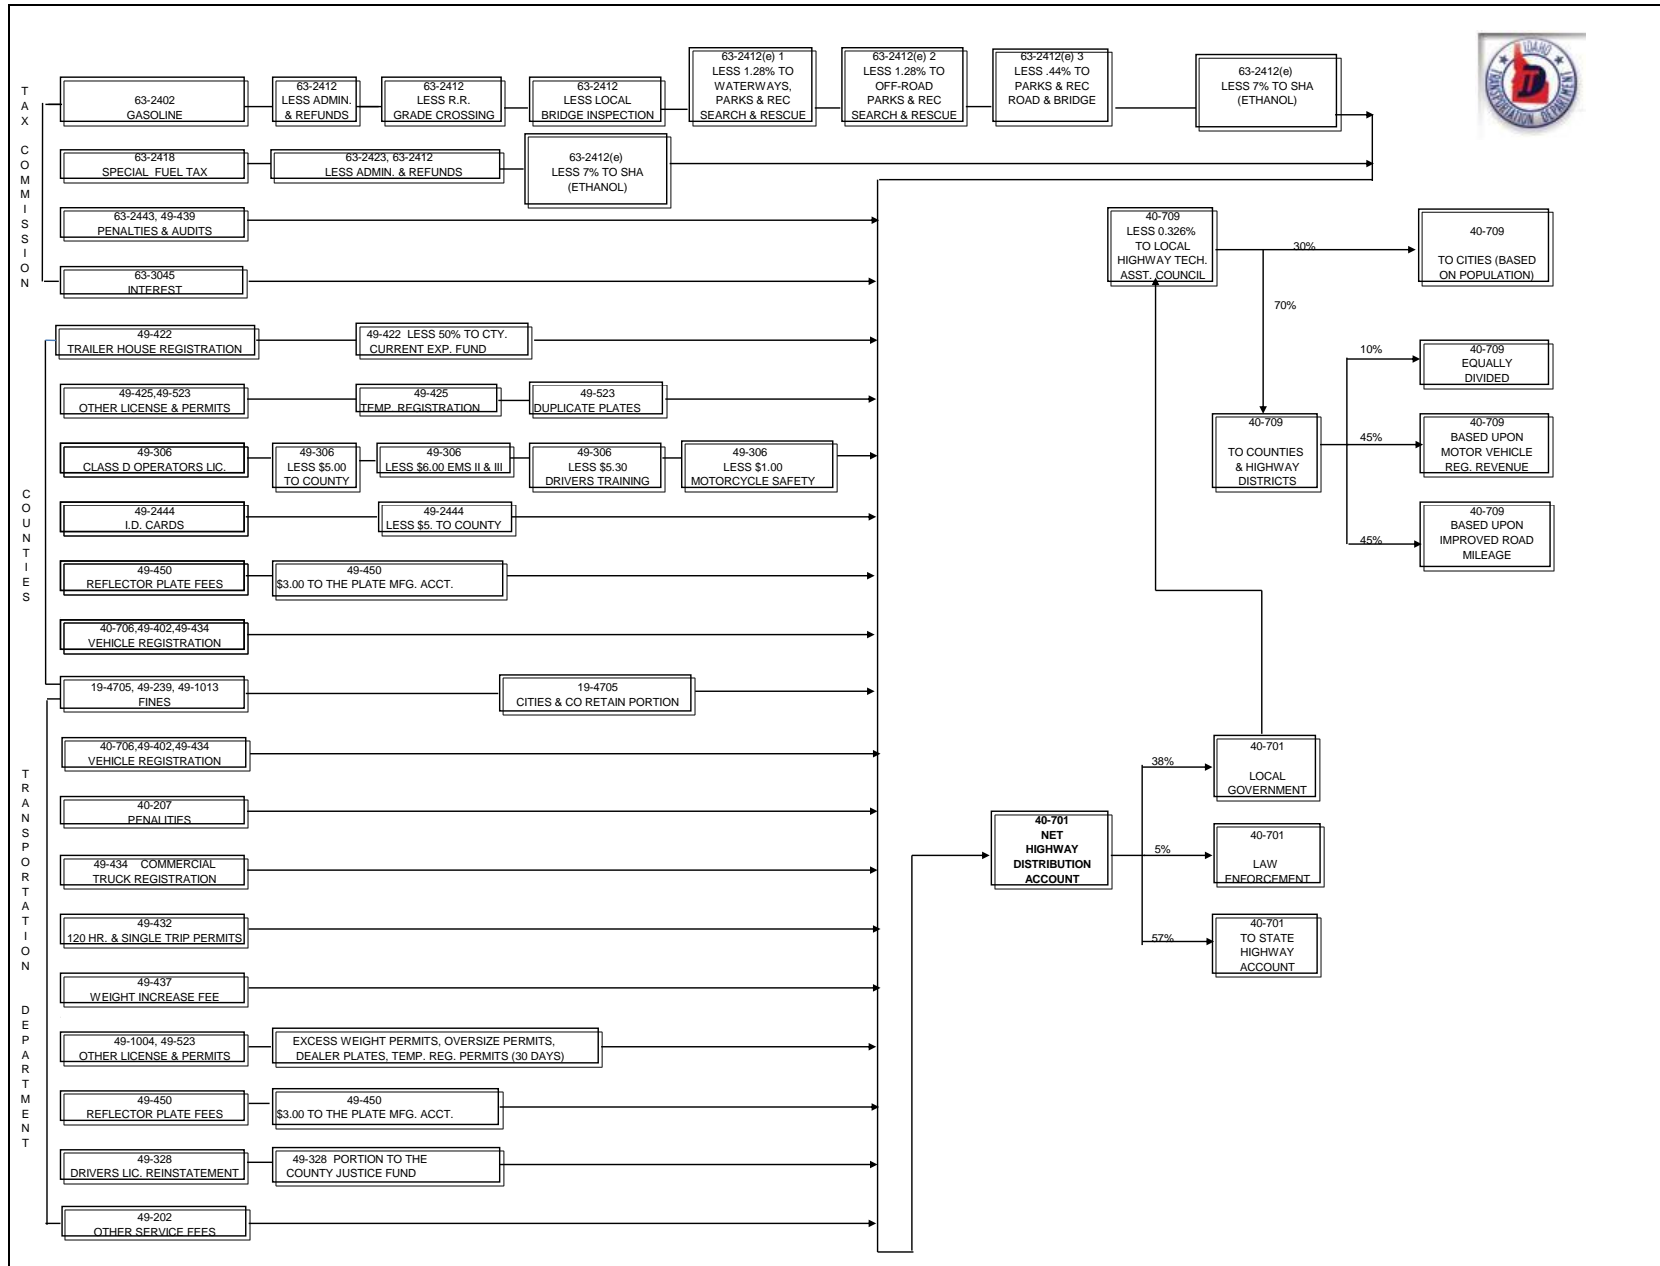 TAX COMMISSION
63-2402
GASOLINE
63-2412
LESS ADMIN.
& REFUNDS
63-2412
LESS R.R.
GRADE CROSSING
63-2412
LESS LOCAL
BRIDGE INSPECTION
63-2412(e) 1
LESS 1.28% TO
WATERWAYS,
PARKS & REC
SEARCH & RESCUE
63-2412(e) 2
LESS 1.28% TO
OFF-ROAD
PARKS & REC
SEARCH & RESCUE
63-2412(e) 3
LESS .44% TO
PARKS & REC
ROAD & BRIDGE
63-2412(e)
LESS 7% TO SHA
(ETHANOL)
IDAHO
TRANSPORTATION DEPARTMENT
63-2418
SPECIAL FUEL TAX
63-2423, 63-2412
LESS ADMIN. & REFUNDS
63-2412(e)
LESS 7% TO SHA
(ETHANOL)
63-2443, 49-439
PENALTIES & AUDITS
63-3045
INTEREST
COUNTIES
49-422
TRAILER HOUSE REGISTRATION
49-422 LESS 50% TO CTY.
CURRENT EXP. FUND
49-425,49-523
OTHER LICENSE & PERMITS
49-425
TEMP. REGISTRATION
49-523
DUPLICATE PLATES
49-306
CLASS D OPERATORS LIC.
49-306
LESS $5.00
TO COUNTY
49-306
LESS $6.00 EMS II & III
49-306
LESS $5.30
DRIVERS TRAINING
49-306
LESS $1.00
MOTORCYCLE SAFETY
49-2444
I.D. CARDS
49-2444
LESS $5. TO COUNTY
49-450
REFLECTOR PLATE FEES
49-450
$3.00 TO THE PLATE MFG. ACCT.
40-706,49-402,49-434
VEHICLE REGISTRATION
19-4705, 49-239, 49-1013
FINES
19-4705
CITIES & CO RETAIN PORTION
TRANSPORTATION DEPARTMENT
40-706,49-402,49-434
VEHICLE REGISTRATION
40-207
PENALITIES
49-434 COMMERCIAL
TRUCK REGISTRATION
49-432
120 HR. & SINGLE TRIP PERMITS
49-437
WEIGHT INCREASE FEE
49-1004, 49-523
OTHER LICENSE & PERMITS
EXCESS WEIGHT PERMITS, OVERSIZE PERMITS,
DEALER PLATES, TEMP. REG. PERMITS (30 DAYS)
49-450
REFLECTOR PLATE FEES
49-450
$3.00 TO THE PLATE MFG. ACCT.
49-328
DRIVERS LIC. REINSTATEMENT
49-328 PORTION TO THE
COUNTY JUSTICE FUND
49-202
OTHER SERVICE FEES
40-701
NET
HIGHWAY
DISTRIBUTION
ACCOUNT
38%
40-701
LOCAL
GOVERNMENT
5%
40-701
LAW
ENFORCEMENT
57%
40-701
TO STATE
HIGHWAY
ACCOUNT
40-709
LESS 0.326%
TO LOCAL
HIGHWAY TECH.
ASST. COUNCIL
30%
40-709
TO CITIES (BASED
ON POPULATION)
70%
40-709
TO COUNTIES
& HIGHWAY
DISTRICTS
10%
40-709
EQUALLY
DIVIDED
45%
40-709
BASED UPON
MOTOR VEHICLE
REG. REVENUE
45%
40-709
BASED UPON
IMPROVED ROAD
MILEAGE